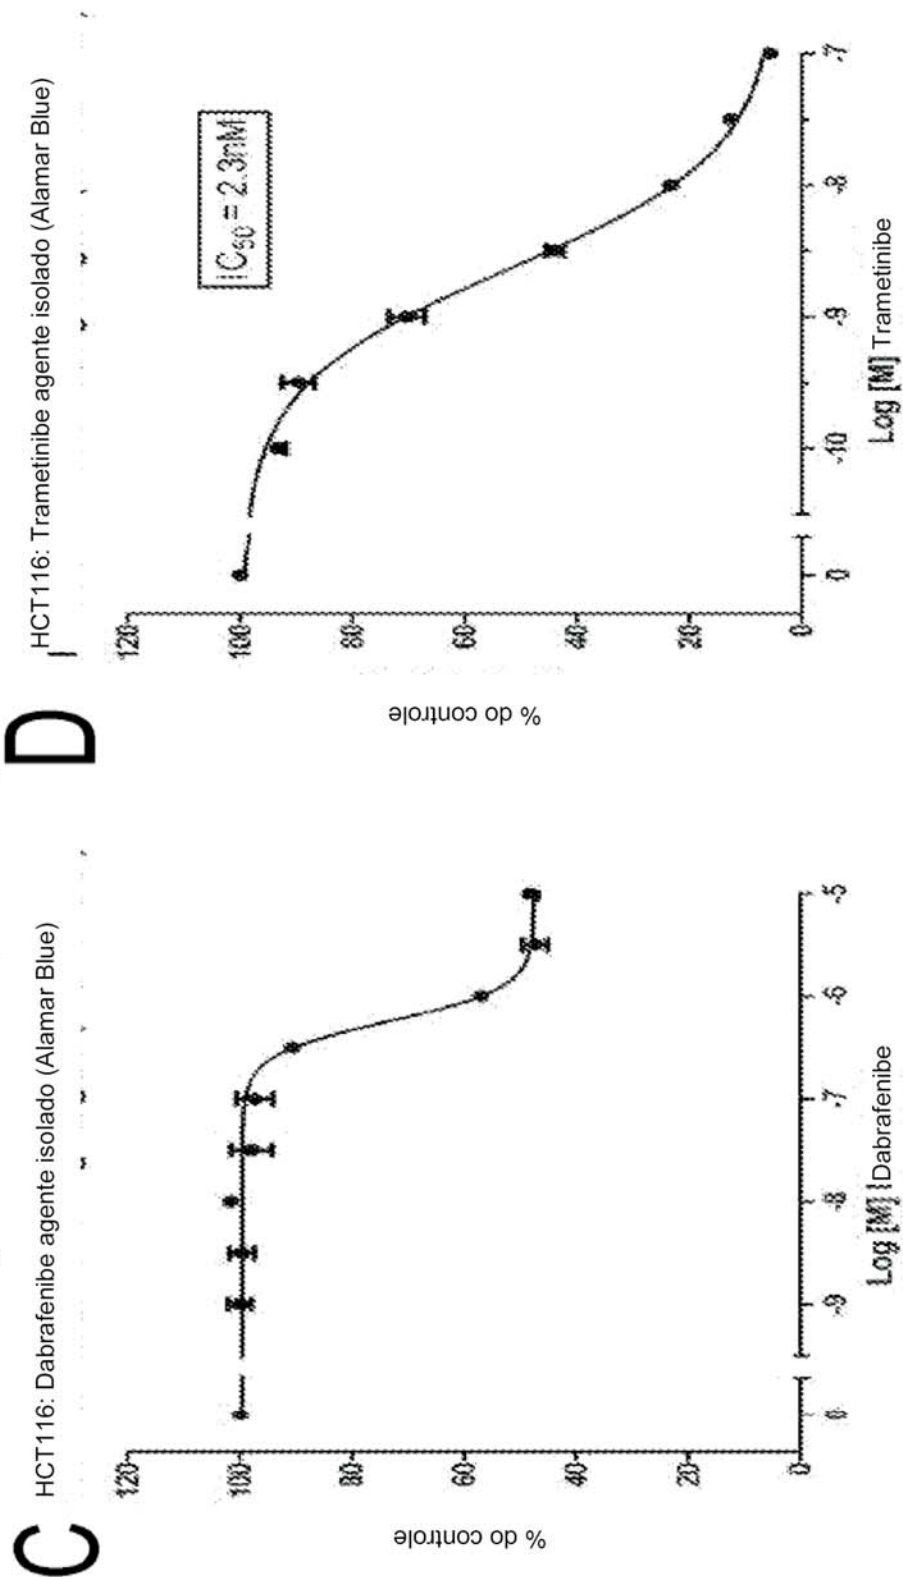 C
HCT116: Dabrafenibe agente isolado (Alamar Blue)
% do controle
120
100
80
60
40
20
0
0
-9
-8
-7
-6
-5
Log [M] Dabrafenibe
D
HCT116: Trametinibe agente isolado (Alamar Blue)
IC50 = 2.3nM
% do controle
120
100
80
60
40
20
0
0
-10
-9
-8
-7
Log [M] Trametinibe